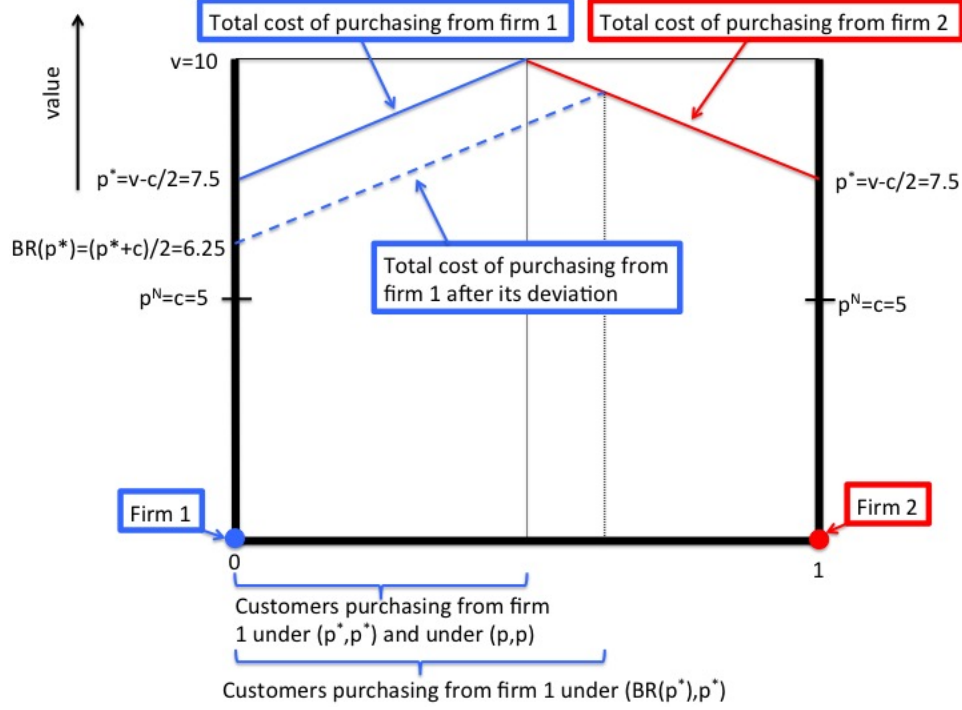 Total cost of purchasing from firm 1
Total cost of purchasing from firm 2
value
v=10
p*=v-c/2=7.5
p*=v-c/2=7.5
BR(p*)=(p*+c)/2=6.25
Total cost of purchasing from
firm 1 after its deviation
pᴺ=c=5
pᴺ=c=5
Firm 1
Firm 2
0
1
Customers purchasing from firm
1 under (p*,p*) and under (p,p)
Customers purchasing from firm 1 under (BR(p*),p*)